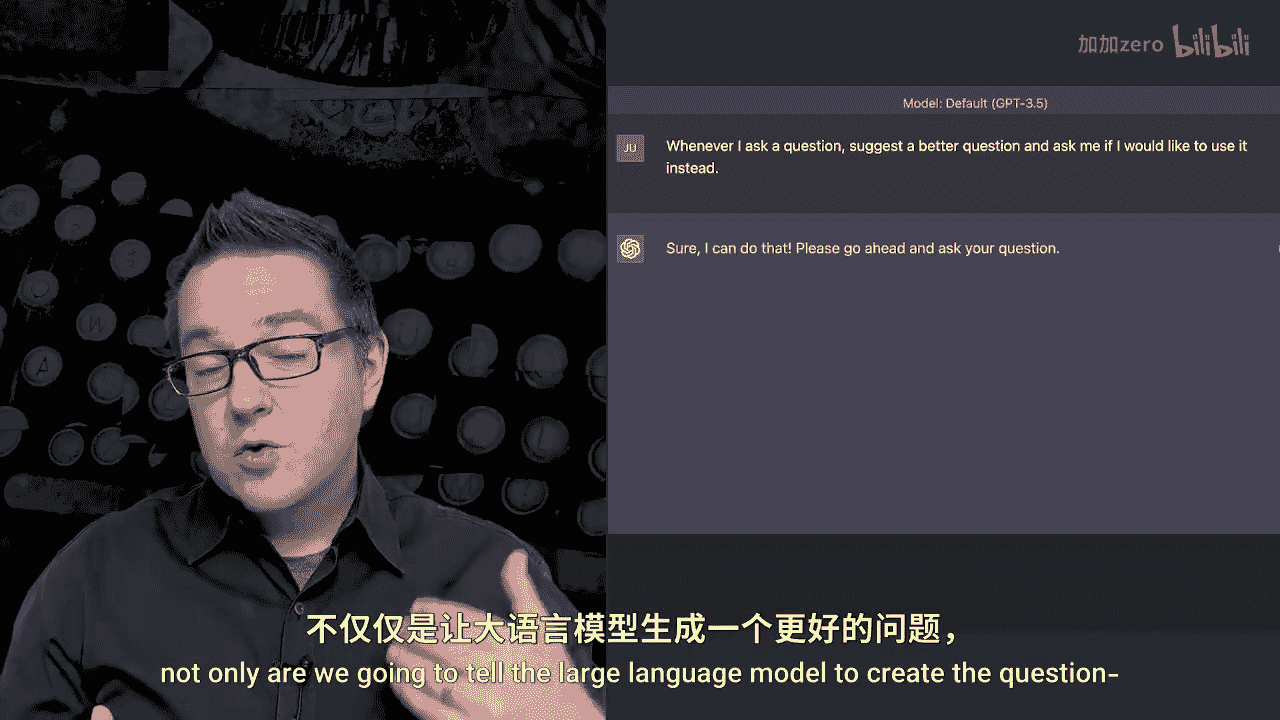 加加zero bilibili
Model: Default (GPT-3.5)
JU
Whenever I ask a question, suggest a better question and ask me if I would like to use it
instead.
Sure, I can do that! Please go ahead and ask your question.
不仅仅是让大语言模型生成一个更好的问题，
not only are we going to tell the large language model to create the question-